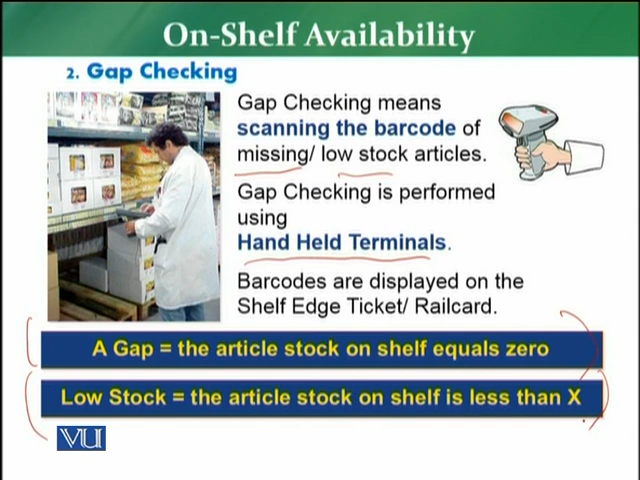 On-Shelf Availability
2. Gap Checking
Gap Checking means
scanning the barcode of
missing/ low stock articles.
Gap Checking is performed
using
Hand Held Terminals.
Barcodes are displayed on the
Shelf Edge Ticket/ Railcard.
A Gap = the article stock on shelf equals zero
Low Stock = the article stock on shelf is less than X
VU